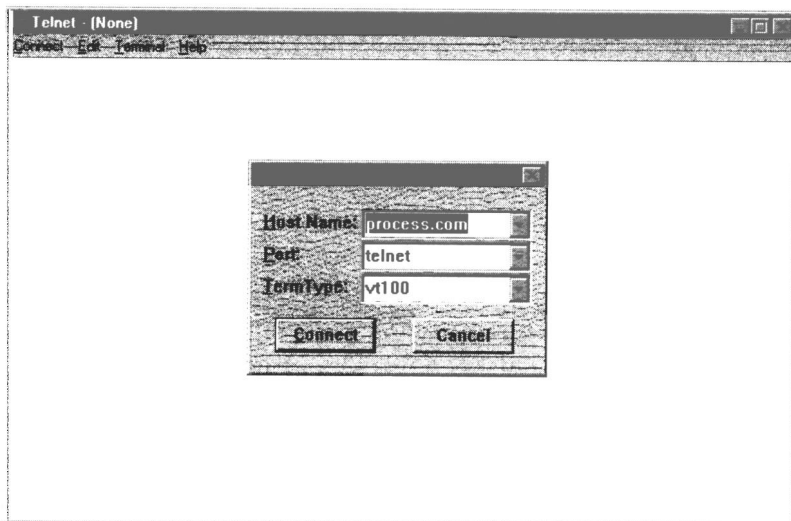 Telnet - (None)
Connect Edit Terminal Help
Host Name: process.com
Port: telnet
TermType: vt100
Connect Cancel